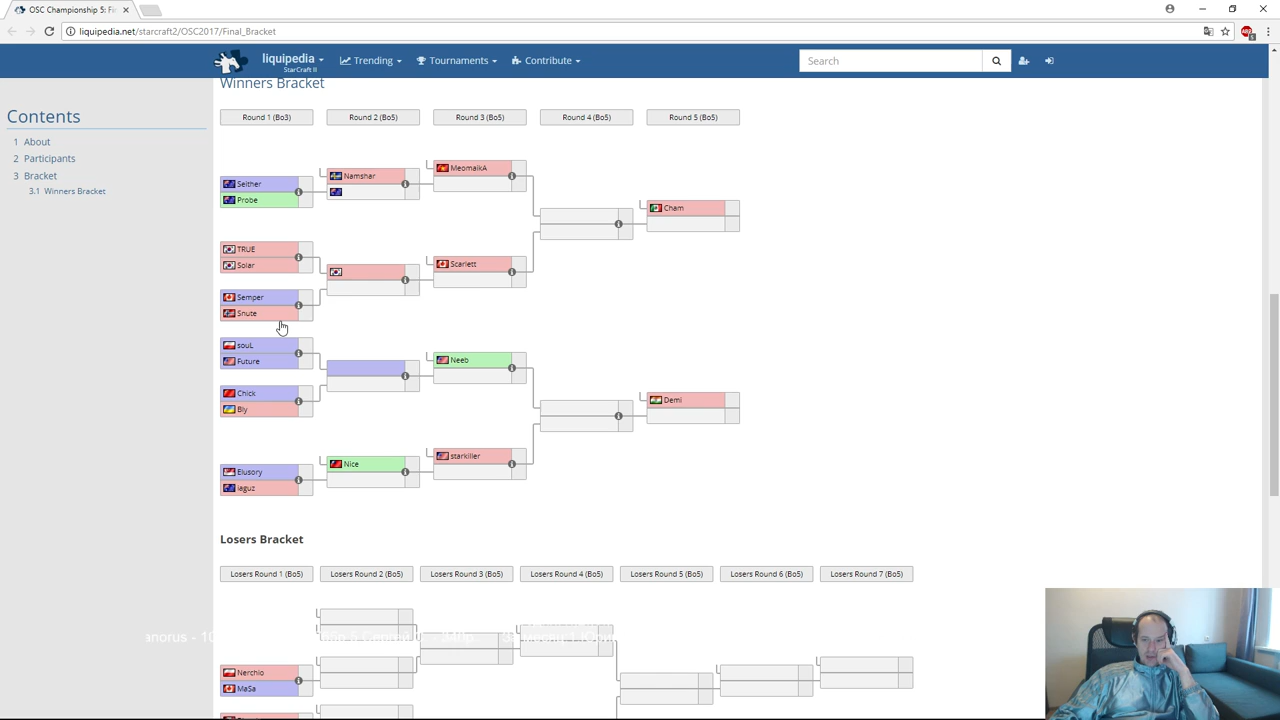 OSC Championship 5: Fi
liquipedia.net/starcraft2/OSC2017/Final_Bracket
liquipedia
StarCraft II
Trending
Tournaments
Contribute
Search
Winners Bracket
Contents
1 About
2 Participants
3 Bracket
3.1 Winners Bracket
Round 1 (Bo3)
Round 2 (Bo5)
Round 3 (Bo5)
Round 4 (Bo5)
Round 5 (Bo5)
Seither
Probe
Namshar
MeomaikA
Cham
TRUE
Solar
Semper
Snute
Scarlett
souL
Future
Chick
Bly
Neeb
Demi
Elusory
iaguz
Nice
starkiller
Losers Bracket
Losers Round 1 (Bo5)
Losers Round 2 (Bo5)
Losers Round 3 (Bo5)
Losers Round 4 (Bo5)
Losers Round 5 (Bo5)
Losers Round 6 (Bo5)
Losers Round 7 (Bo5)
Nerchio
MaSa